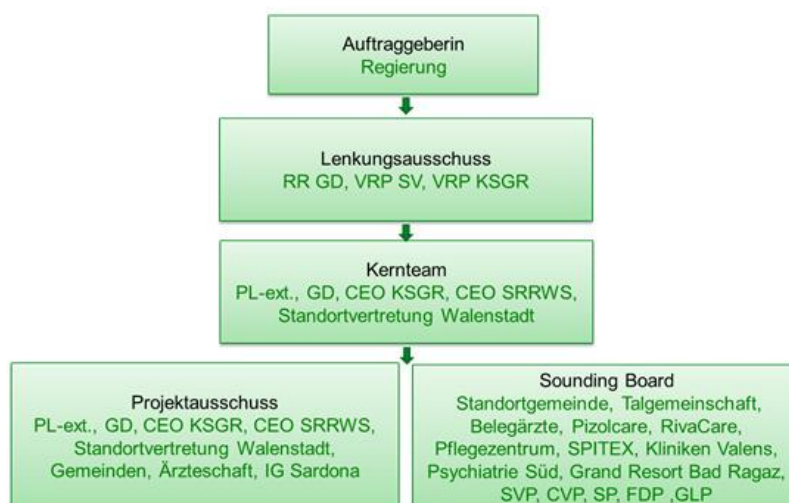 Auftraggeberin
Regierung
Lenkungsausschuss
RR GD, VRP SV, VRP KSGR
Kernteam
PL-ext., GD, CEO KSGR, CEO SRRWS,
Standortvertretung Walenstadt
Projektausschuss
PL-ext., GD, CEO KSGR, CEO SRRWS,
Standortvertretung Walenstadt,
Gemeinden, Ärzteschaft, IG Sardona
Sounding Board
Standortgemeinde, Talgemeinschaft,
Belegärzte, Pizolcare, RivaCare,
Pflegezentrum, SPITEX, Kliniken Valens,
Psychiatrie Süd, Grand Resort Bad Ragaz,
SVP, CVP, SP, FDP ,GLP